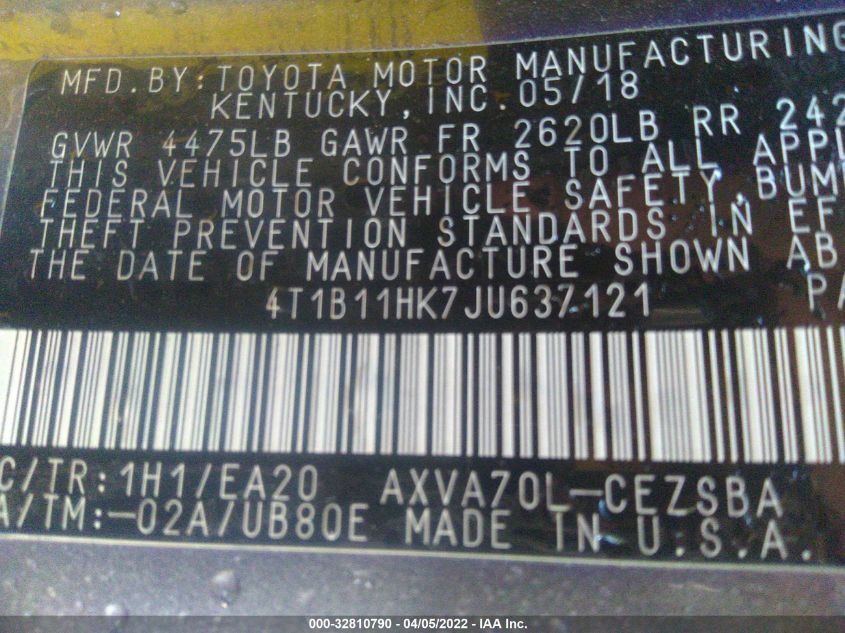 MFD.BY:TOYOTA MOTOR MANUFACTURING
KENTUCKY,INC.05/18
GVWR 4475LB GAWR FR 2620LB RR 242
THIS VEHICLE CONFORMS TO ALL APPL
FEDERAL MOTOR VEHICLE SAFETY,BUM
THEFT PREVENTION STANDARDS IN EF
THE DATE OF MANUFACTURE SHOWN AB
4T1B11HK7JU637121 PA
C/TR:1H1/EA20 AXVA70L-CEZSBA
A/TM:-02A/UB80E MADE IN U.S.A.
000-32810790 - 04/05/2022 - IAA Inc.